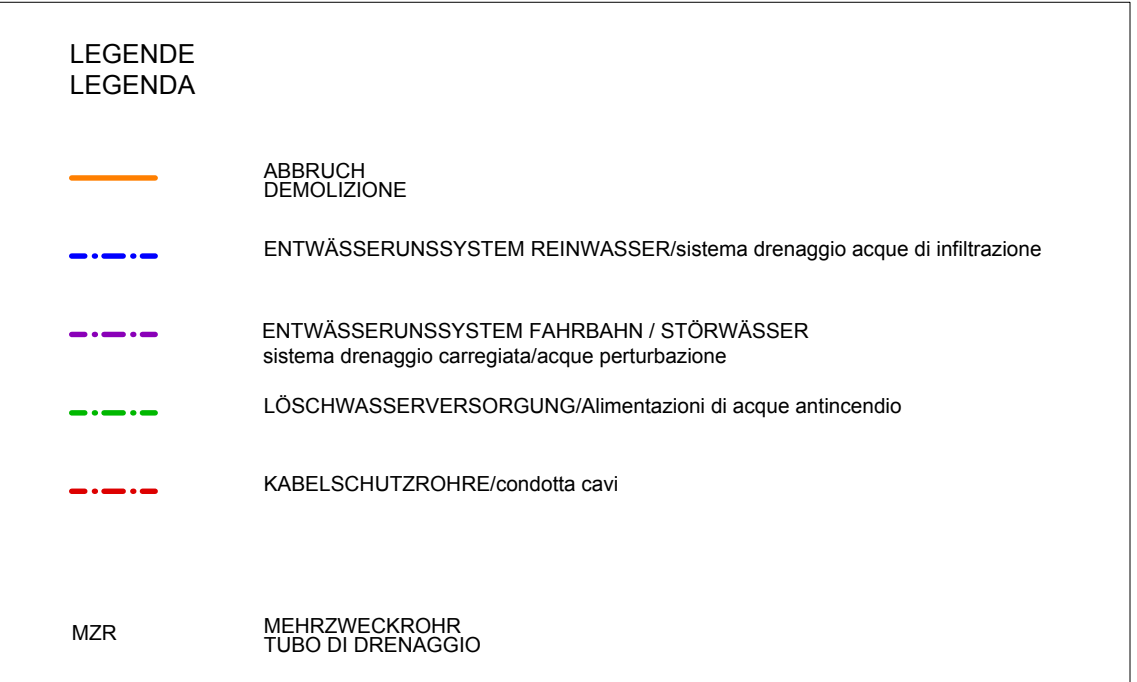 LEGENDE
LEGENDA
ABBRUCH
DEMOLIZIONE
ENTWÄSSERUNSSYSTEM REINWASSER/sistema drenaggio acque di infiltrazione
ENTWÄSSERUNSSYSTEM FAHRBAHN / STÖRWÄSSER
sistema drenaggio carregiata/acque perturbazione
LÖSCHWASSERVERSORGUNG/Alimentazioni di acque antincendio
KABELSCHUTZROHRE/condotta cavi
MZR MEHRZWECKROHR
TUBO DI DRENAGGIO